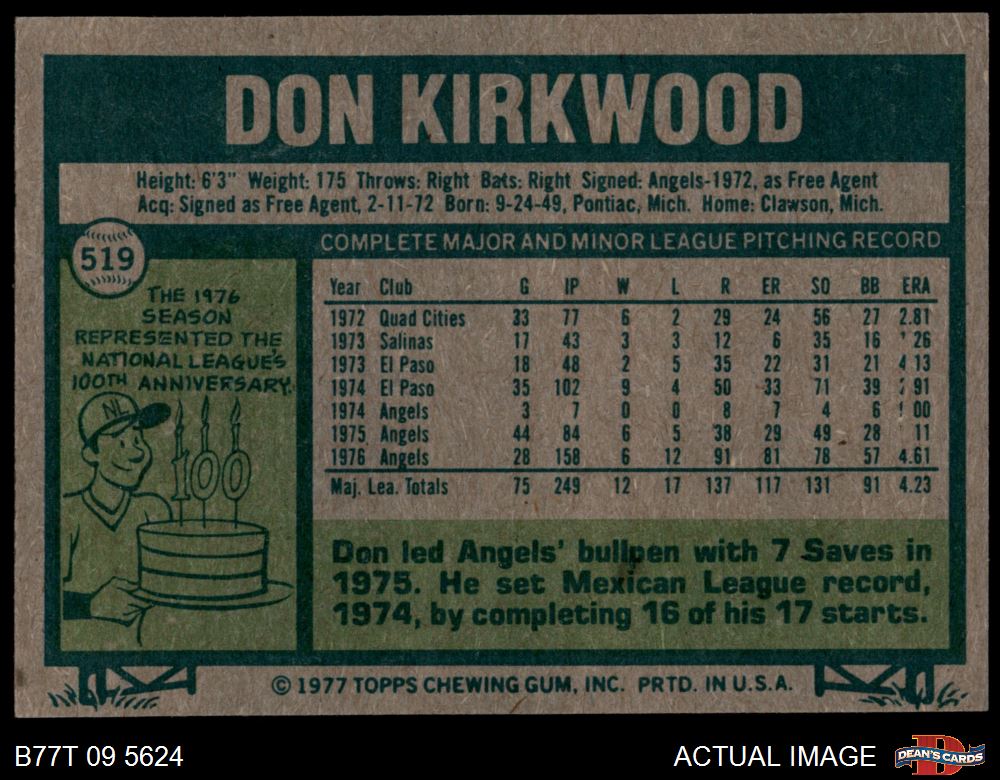 DON KIRKWOOD
Height: 6'3" Weight: 175 Throws: Right Bats: Right Signed: Angels-1972, as Free Agent
Acq: Signed as Free Agent, 2-11-72 Born: 9-24-49, Pontiac, Mich. Home: Clawson, Mich.
519
THE 1976
SEASON
REPRESENTED THE
NATIONAL LEAGUE'S
100TH ANNIVERSARY.
NL
100
COMPLETE MAJOR AND MINOR LEAGUE PITCHING RECORD
Year Club G IP W L R ER SO BB ERA
1972 Quad Cities 33 77 6 2 29 24 56 27 2.81
1973 Salinas 17 43 3 3 12 6 35 16 26
1973 El Paso 18 48 2 5 35 22 31 21 4 13
1974 El Paso 35 102 9 4 50 33 71 39 91
1974 Angels 3 7 0 0 8 7 4 6 00
1975 Angels 44 84 6 5 38 29 49 28 11
1976 Angels 28 158 6 12 91 81 78 57 4.61
Maj. Lea. Totals 75 249 12 17 137 117 131 91 4.23
Don led Angels' bullpen with 7 Saves in
1975. He set Mexican League record,
1974, by completing 16 of his 17 starts.
© 1977 TOPPS CHEWING GUM, INC. PRTD. IN U.S.A.
B77T 09 5624
ACTUAL IMAGE
DEAN'S CARDS